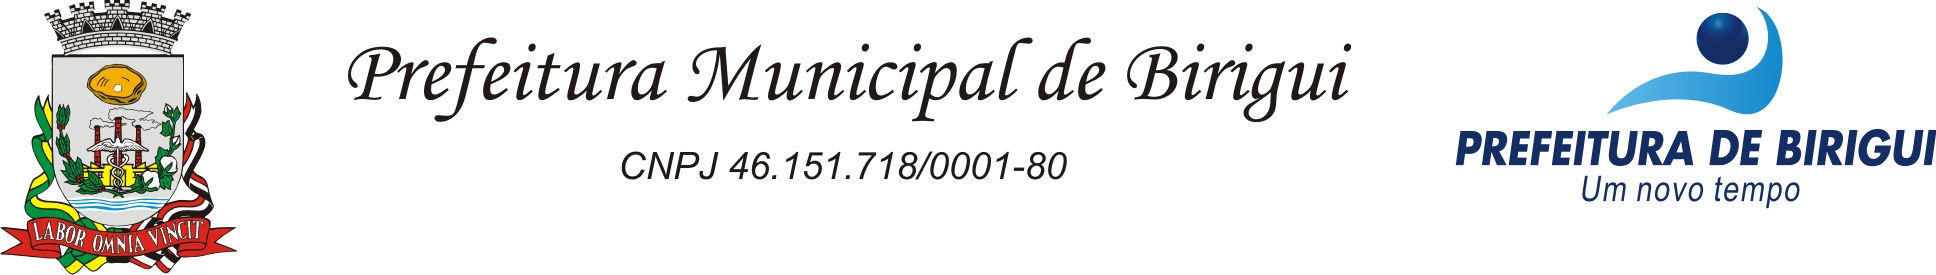 LABOR OMNIA VINCIT
Prefeitura Municipal de Birigui
CNPJ 46.151.718/0001-80
PREFEITURA DE BIRIGUI
Um novo tempo